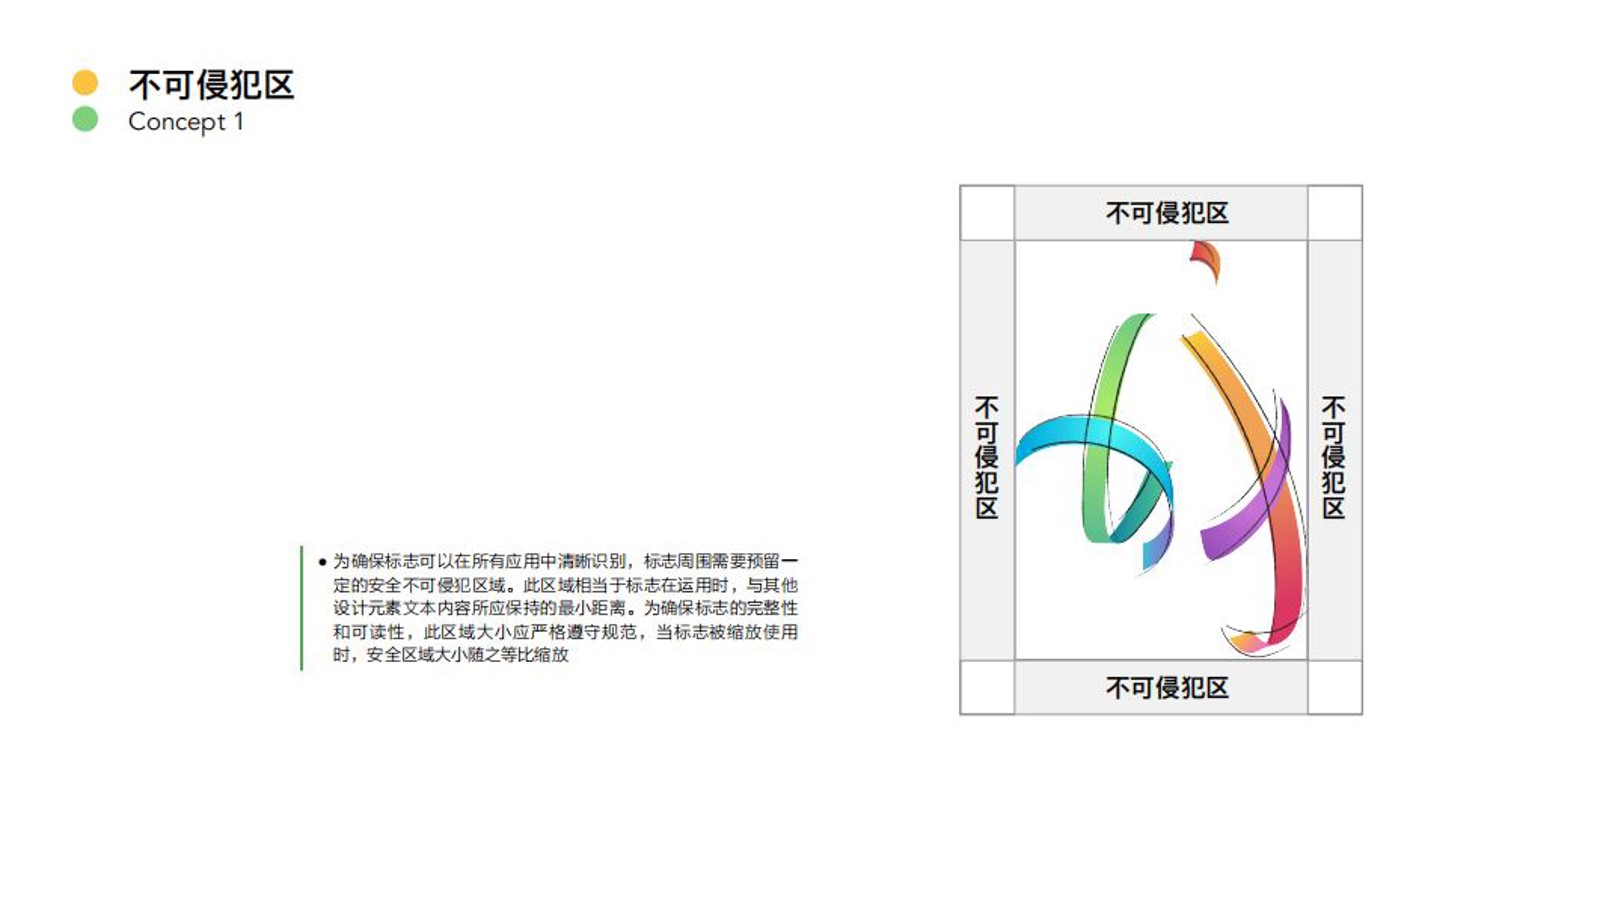 不可侵犯区
Concept 1
不可侵犯区
不可侵犯区
不可侵犯区
● 为确保标志可以在所有应用中清晰识别，标志周围需要预留一
定的安全不可侵犯区域。此区域相当于标志在运用时，与其他
设计元素文本内容所应保持的最小距离。为确保标志的完整性
和可读性，此区域大小应严格遵守规范，当标志被缩放使用
时，安全区域大小随之等比缩放
不可侵犯区